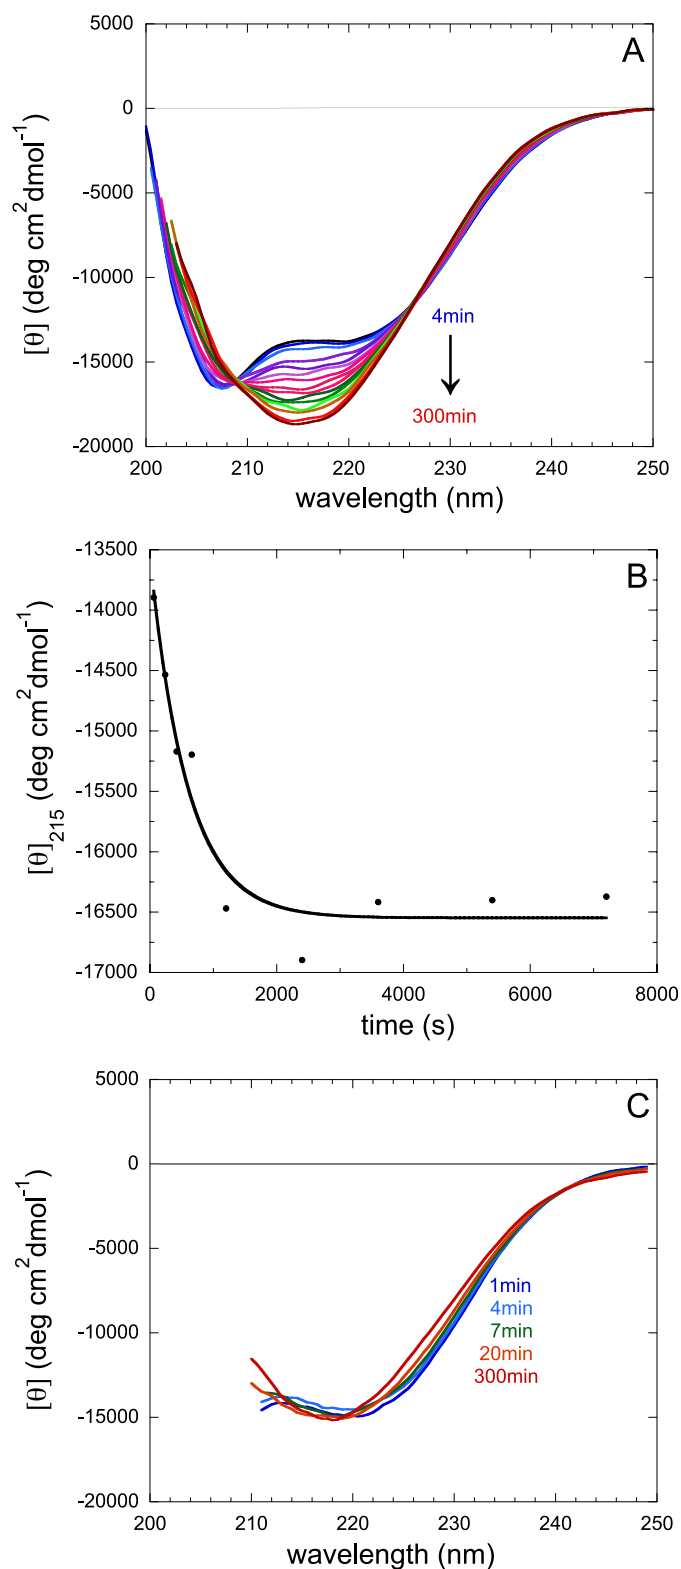 A
5000
0
-5000
-10000
-15000
-20000
[θ] (deg cm²dmol⁻¹)
4min
300min
200 210 220 230 240 250
wavelength (nm)
B
-13500
-14000
-14500
-15000
-15500
-16000
-16500
-17000
[θ]₂₁₅ (deg cm²dmol⁻¹)
0 2000 4000 6000 8000
time (s)
C
5000
0
-5000
-10000
-15000
-20000
[θ] (deg cm²dmol⁻¹)
1min
4min
7min
20min
300min
200 210 220 230 240 250
wavelength (nm)